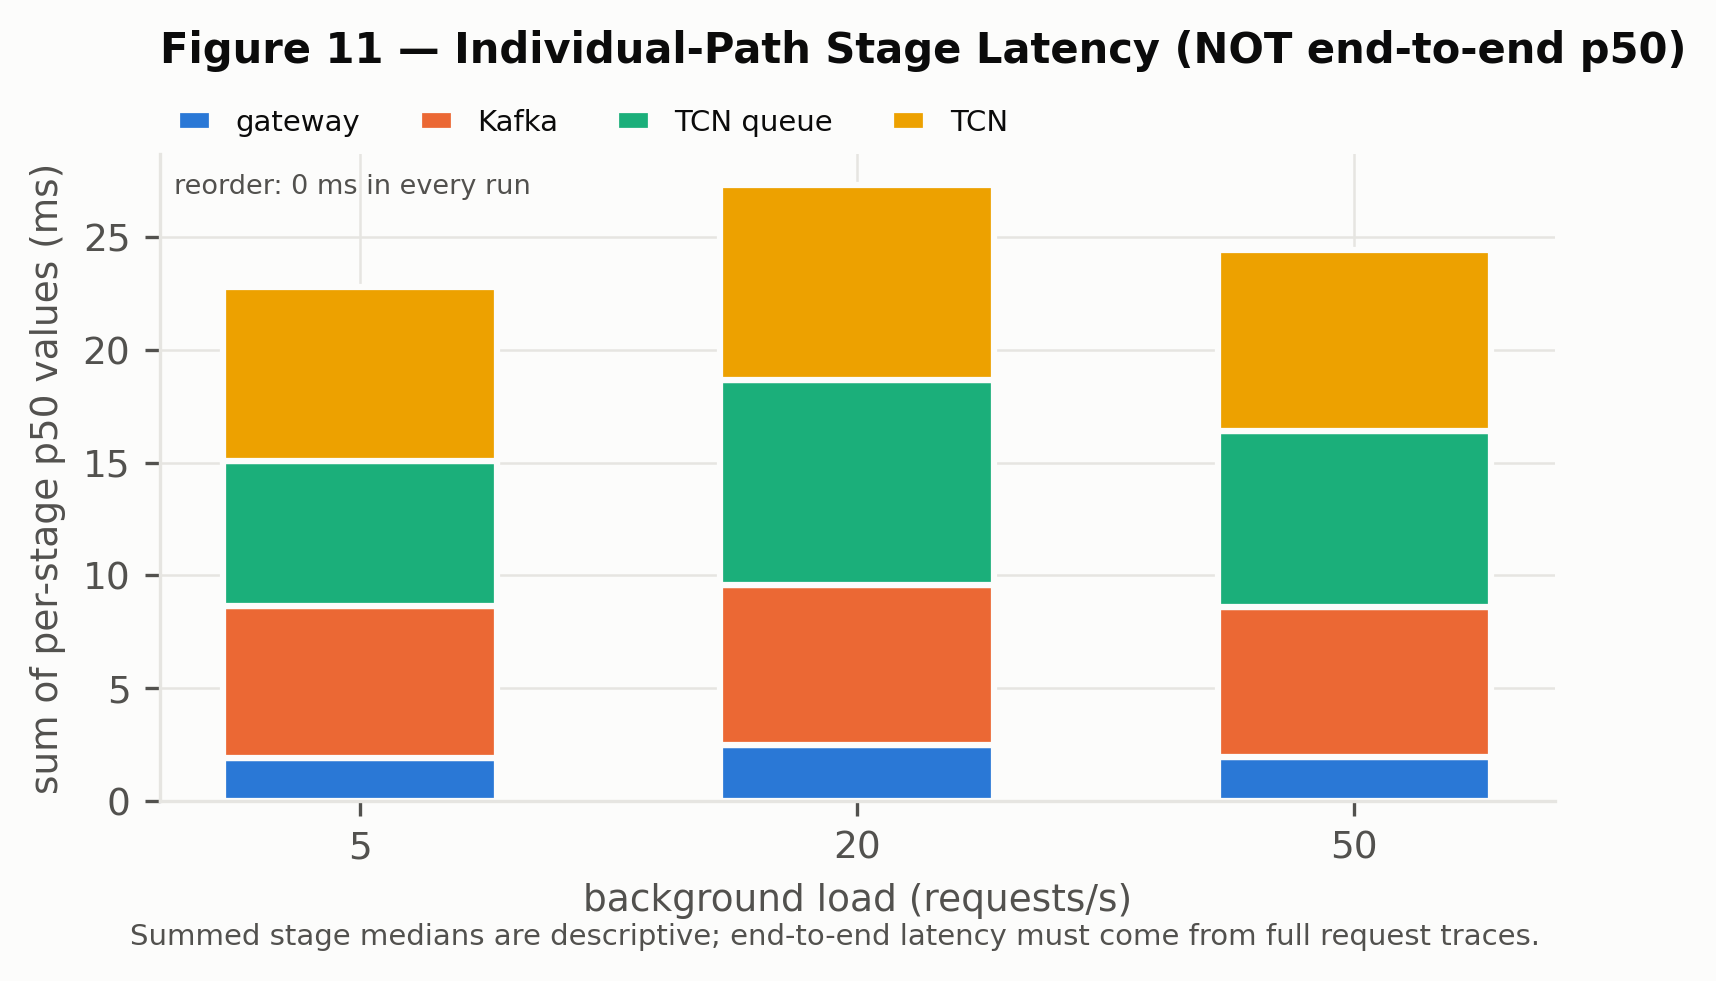 Figure 11 — Individual-Path Stage Latency (NOT end-to-end p50)
gateway Kafka TCN queue TCN
reorder: 0 ms in every run
sum of per-stage p50 values (ms)
25
20
15
10
5
0
5 20 50
background load (requests/s)
Summed stage medians are descriptive; end-to-end latency must come from full request traces.